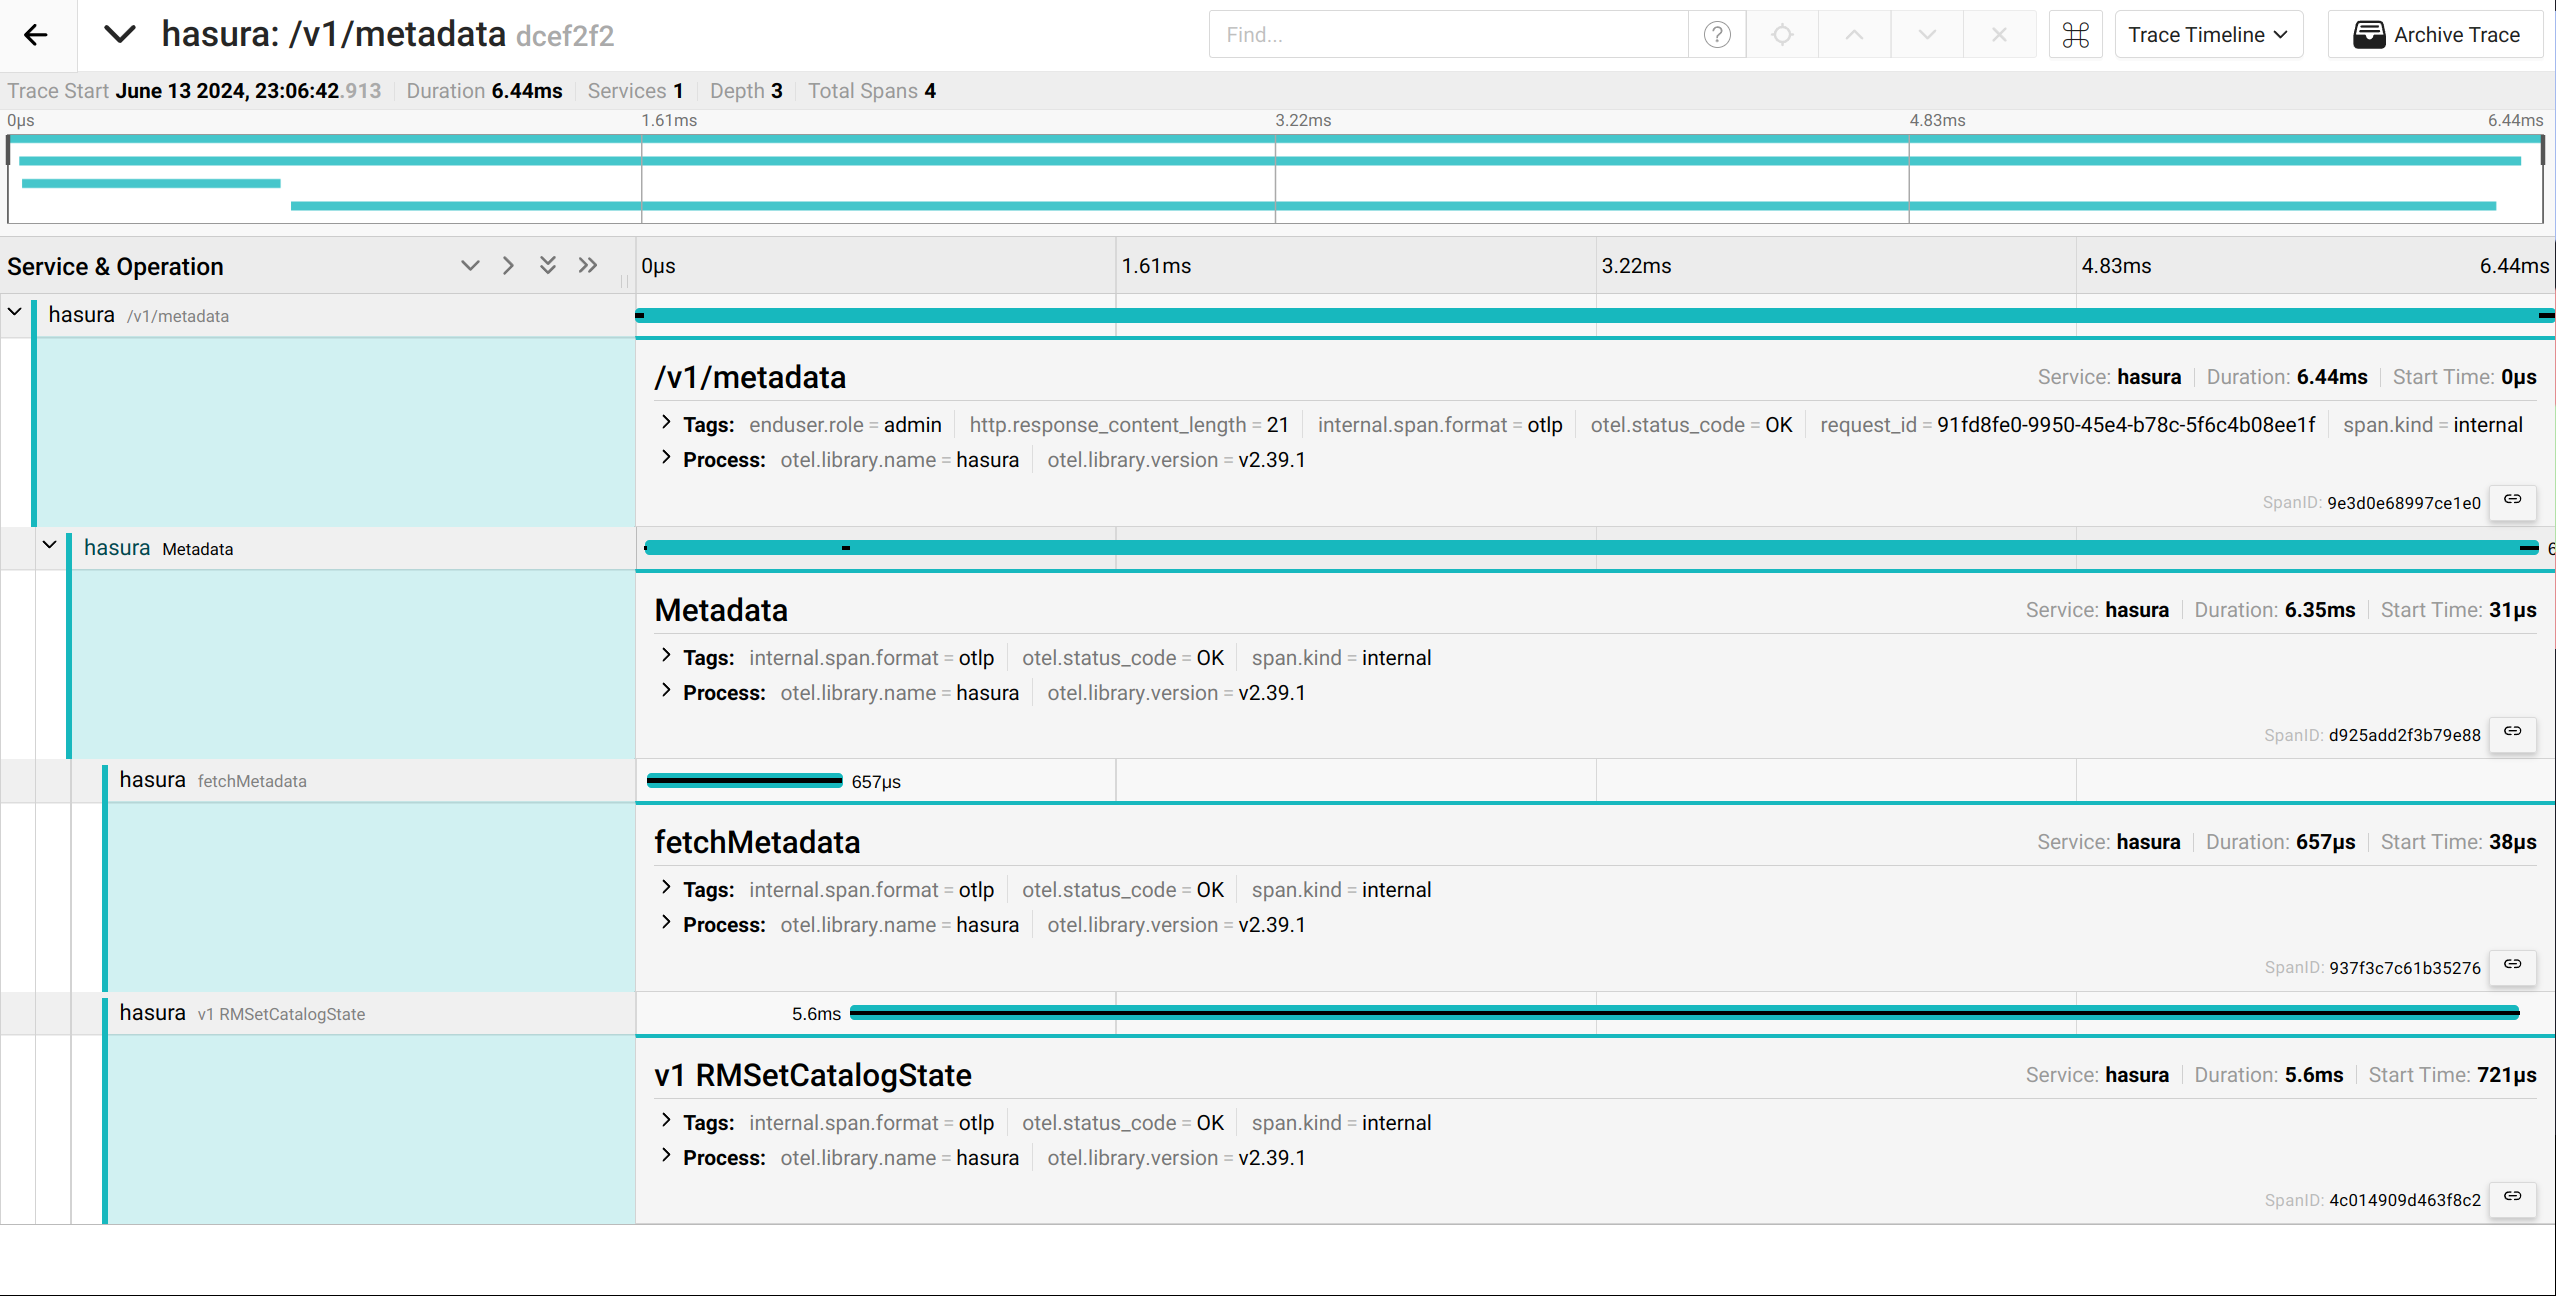 hasura: /v1/metadata dcef2f2
Find...
Trace Timeline
Archive Trace
Trace Start June 13 2024, 23:06:42.913 Duration 6.44ms Services 1 Depth 3 Total Spans 4
0μs 1.61ms 3.22ms 4.83ms 6.44ms
Service & Operation 0μs 1.61ms 3.22ms 4.83ms 6.44ms
hasura /v1/metadata
/v1/metadata Service: hasura Duration: 6.44ms Start Time: 0μs
Tags: enduser.role = admin http.response_content_length = 21 internal.span.format = otlp otel.status_code = OK request_id = 91fd8fe0-9950-45e4-b78c-5f6c4b08ee1f span.kind = internal
Process: otel.library.name = hasura otel.library.version = v2.39.1
SpanID: 9e3d0e68997ce1e0
hasura Metadata 6
Metadata Service: hasura Duration: 6.35ms Start Time: 31μs
Tags: internal.span.format = otlp otel.status_code = OK span.kind = internal
Process: otel.library.name = hasura otel.library.version = v2.39.1
SpanID: d925add2f3b79e88
hasura fetchMetadata 657μs
fetchMetadata Service: hasura Duration: 657μs Start Time: 38μs
Tags: internal.span.format = otlp otel.status_code = OK span.kind = internal
Process: otel.library.name = hasura otel.library.version = v2.39.1
SpanID: 937f3c7c61b35276
hasura v1 RMSetCatalogState 5.6ms
v1 RMSetCatalogState Service: hasura Duration: 5.6ms Start Time: 721μs
Tags: internal.span.format = otlp otel.status_code = OK span.kind = internal
Process: otel.library.name = hasura otel.library.version = v2.39.1
SpanID: 4c014909d463f8c2